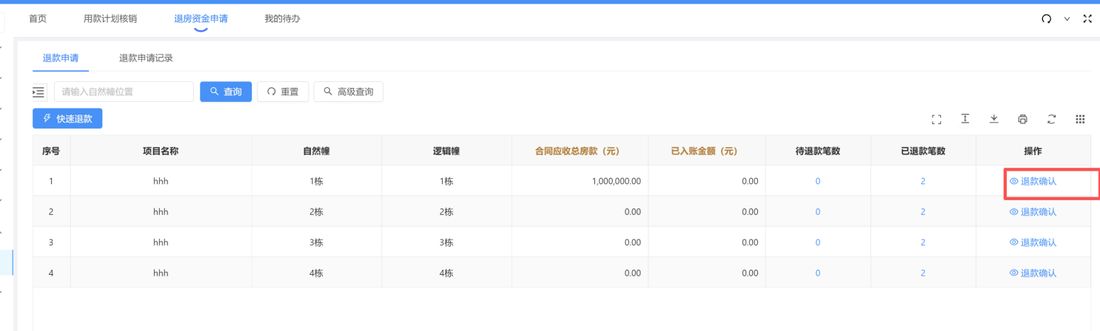 首页 用款计划核销 退房资金申请 我的待办
退款申请 退款申请记录
请输入自然幢位置 查询 重置 高级查询
快速退款
序号 项目名称 自然幢 逻辑幢 合同应收总房款（元） 已入账金额（元） 待退款笔数 已退款笔数 操作
1 hhh 1栋 1栋 1,000,000.00 0.00 0 2 退款确认
2 hhh 2栋 2栋 0.00 0.00 0 2 退款确认
3 hhh 3栋 3栋 0.00 0.00 0 2 退款确认
4 hhh 4栋 4栋 0.00 0.00 0 2 退款确认